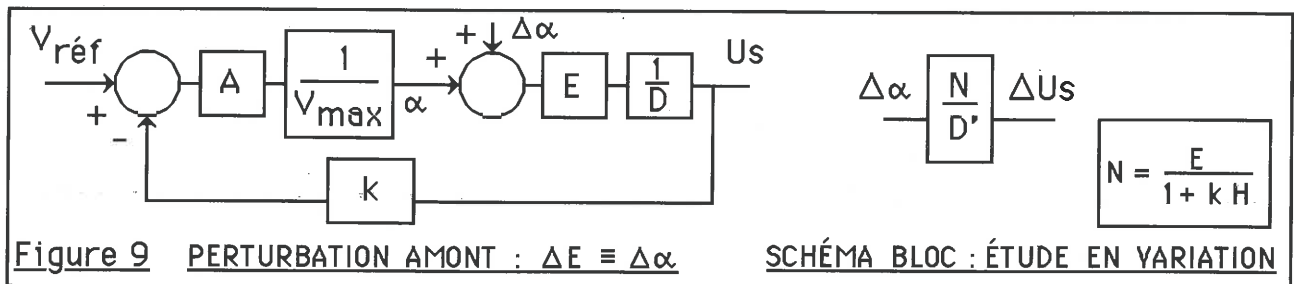 Vréf
+
-
A
1
Vmax
α
+
+
Δα
E
1
D
Us
k
Δα
N
D'
ΔUs
N = E / 1 + k H
Figure 9 PERTURBATION AMONT : ΔE ≡ Δα
SCHÉMA BLOC : ÉTUDE EN VARIATION